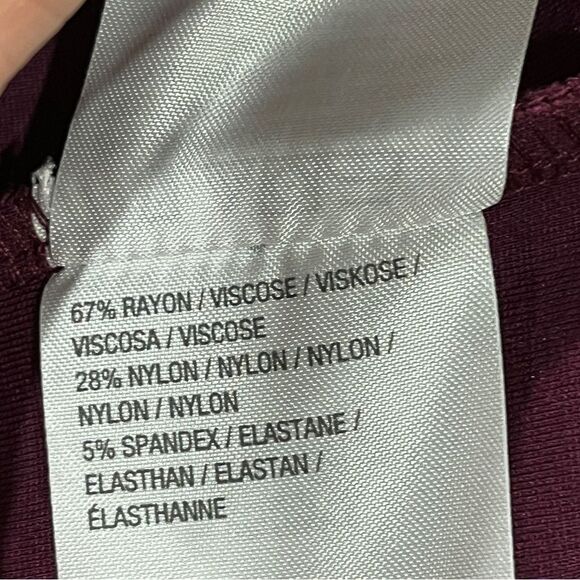 67% RAYON / VISCOSE / VISKOSE /
VISCOSA / VISCOSE
28% NYLON / NYLON / NYLON /
NYLON / NYLON
5% SPANDEX / ELASTANE /
ELASTHAN / ELASTAN /
ÉLASTHANNE